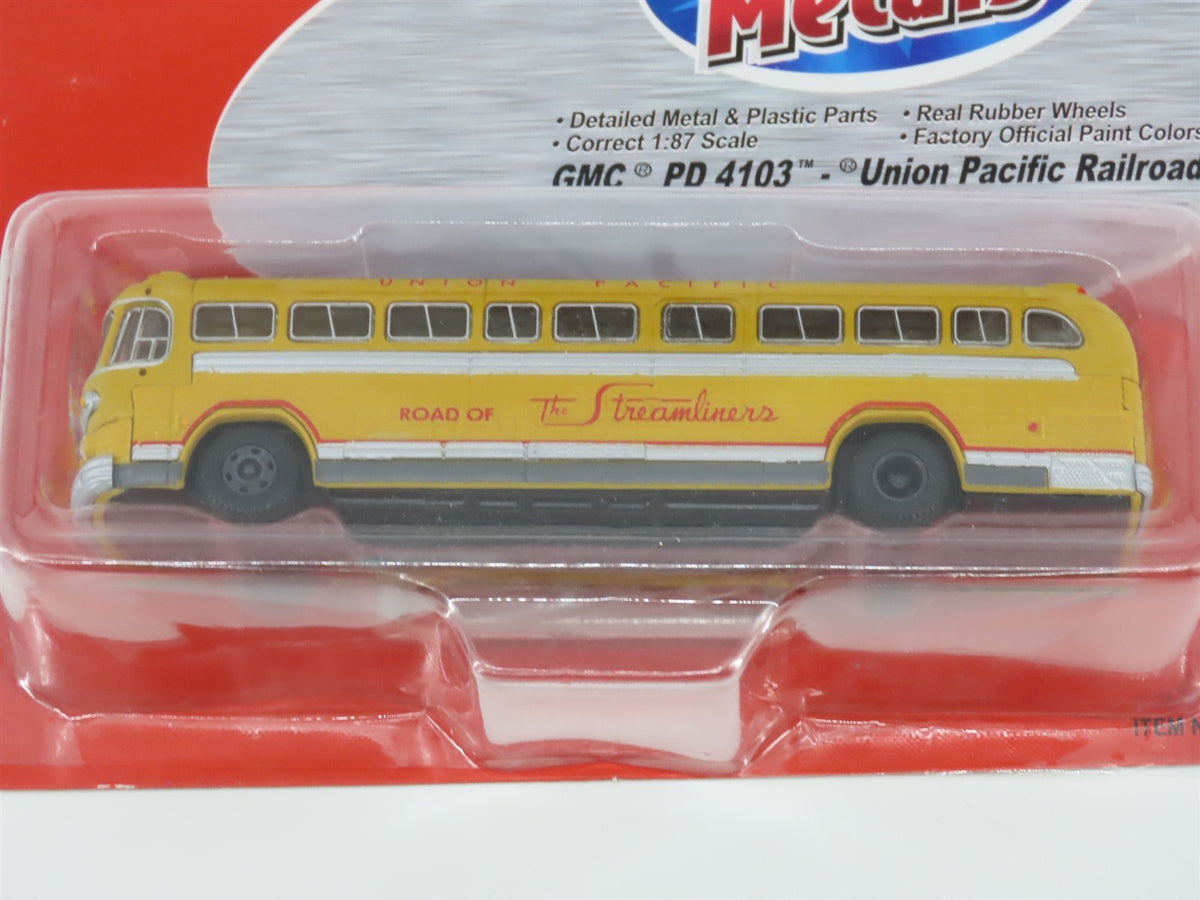 Metals
• Detailed Metal & Plastic Parts • Real Rubber Wheels
• Correct 1:87 Scale • Factory Official Paint Colors
GMC ® PD 4103™ - ®Union Pacific Railroad
UNION PACIFIC
ROAD OF The Streamliners
ITEM